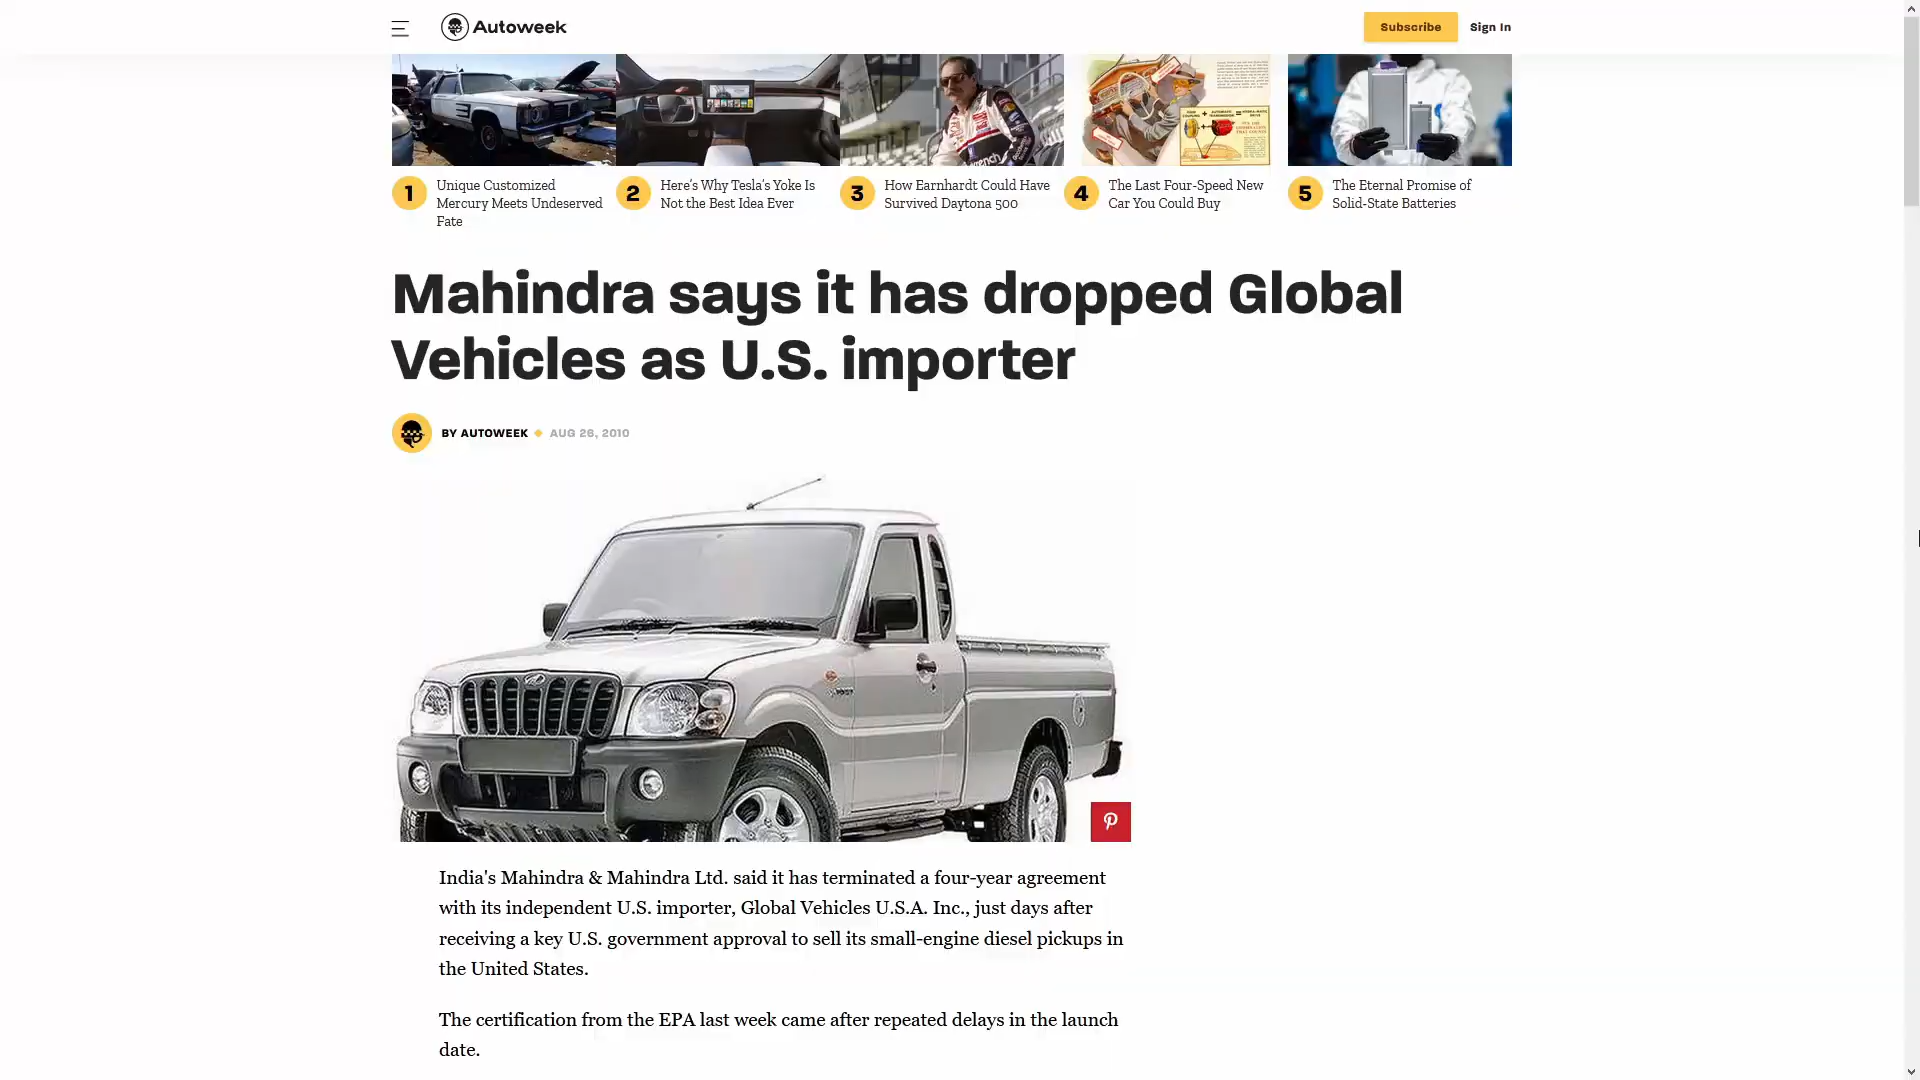 Autoweek
Subscribe
Sign In
1
Unique Customized
Mercury Meets Undeserved
Fate
2
Here's Why Tesla's Yoke Is
Not the Best Idea Ever
3
How Earnhardt Could Have
Survived Daytona 500
4
The Last Four-Speed New
Car You Could Buy
5
The Eternal Promise of
Solid-State Batteries
Mahindra says it has dropped Global
Vehicles as U.S. importer
BY AUTOWEEK
AUG 26, 2010
India's Mahindra & Mahindra Ltd. said it has terminated a four-year agreement
with its independent U.S. importer, Global Vehicles U.S.A. Inc., just days after
receiving a key U.S. government approval to sell its small-engine diesel pickups in
the United States.
The certification from the EPA last week came after repeated delays in the launch
date.